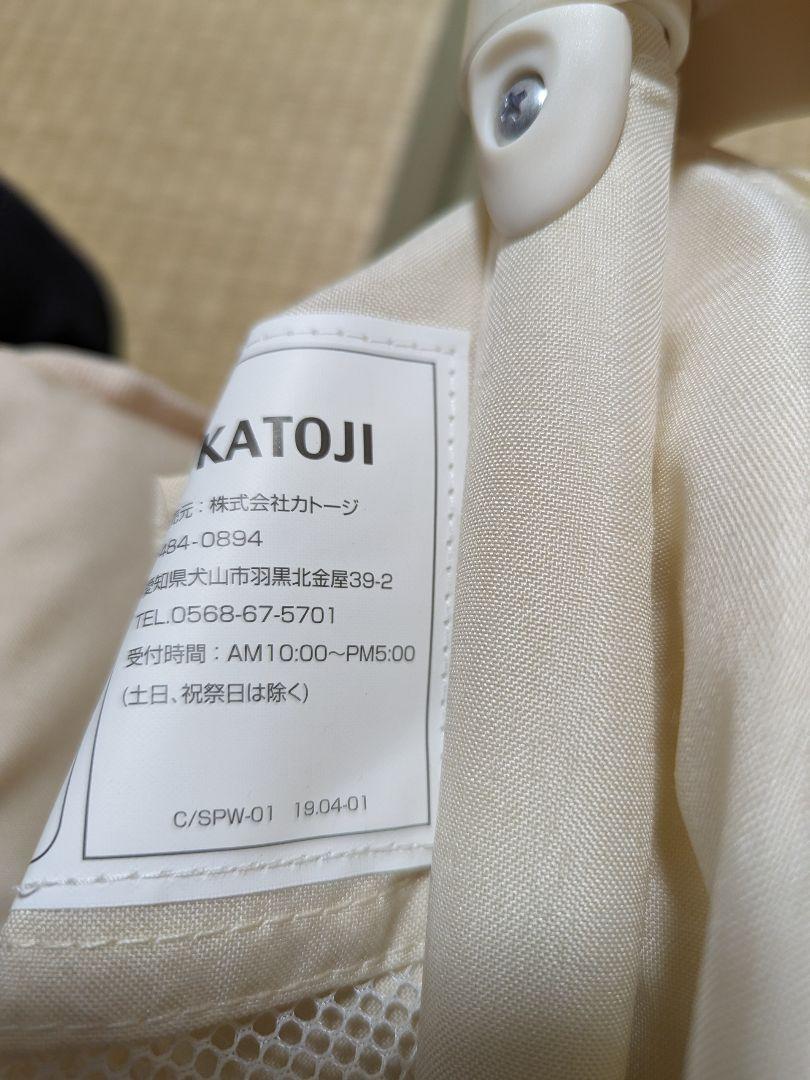 KATOJI
売元：株式会社カトージ
484-0894
愛知県犬山市羽黒北金屋39-2
TEL.0568-67-5701
受付時間：AM10:00〜PM5:00
(土日、祝祭日は除く)
C/SPW-01 19.04-01